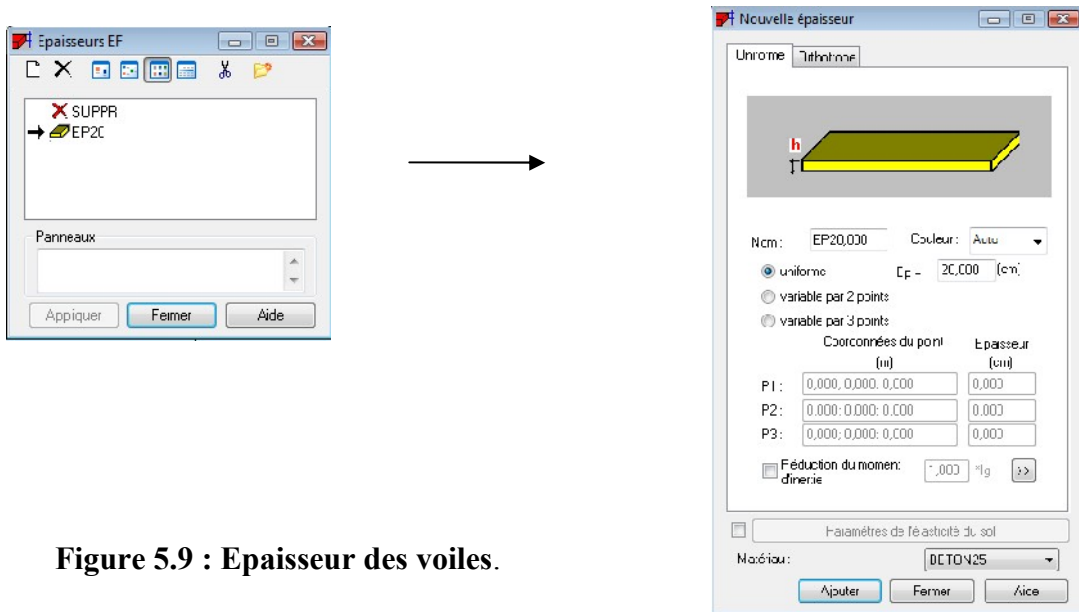 Epaisseurs EF
SUPPR
EP20
Panneaux
Appliquer Fermer Aide
Nouvelle épaisseur
Uniforme Orthotrope
h
Nom : EP20,000 Couleur : Auto
uniforme Ep = 20,000 (cm)
variable par 2 points
variable par 3 points
Coordonnées du point Epaisseur
(m) (cm)
P1 : 0,000; 0,000; 0,000 0,000
P2 : 0,000; 0,000; 0,000 0,000
P3 : 0,000; 0,000; 0,000 0,000
Réduction du moment 1,000 *Ig >>
d'inertie
Paramètres de l'élasticité du sol
Matériau : BETON25
Ajouter Fermer Aide
Figure 5.9 : Epaisseur des voiles.